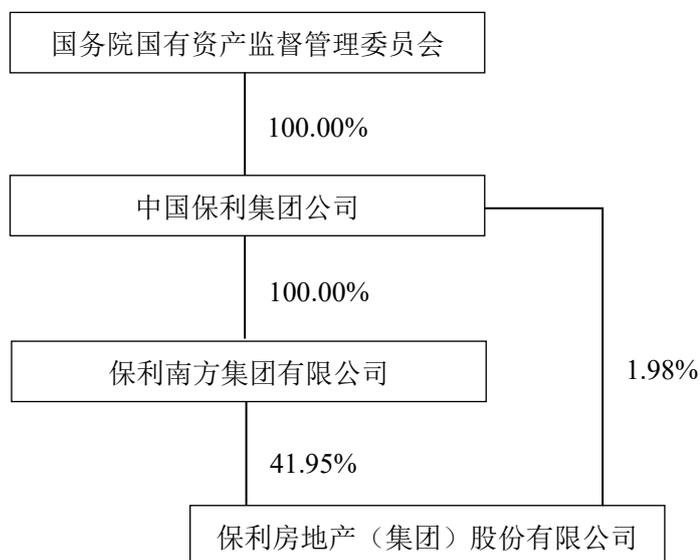 国务院国有资产监督管理委员会
100.00%
中国保利集团公司
100.00%
保利南方集团有限公司
1.98%
41.95%
保利房地产（集团）股份有限公司